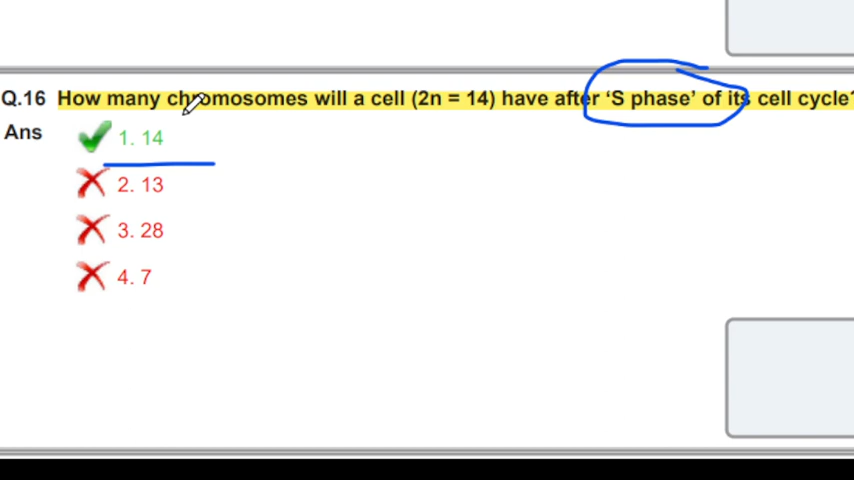 Q.16 How many chromosomes will a cell (2n = 14) have after ‘S phase’ of its cell cycle?
Ans 1. 14
2. 13
3. 28
4. 7